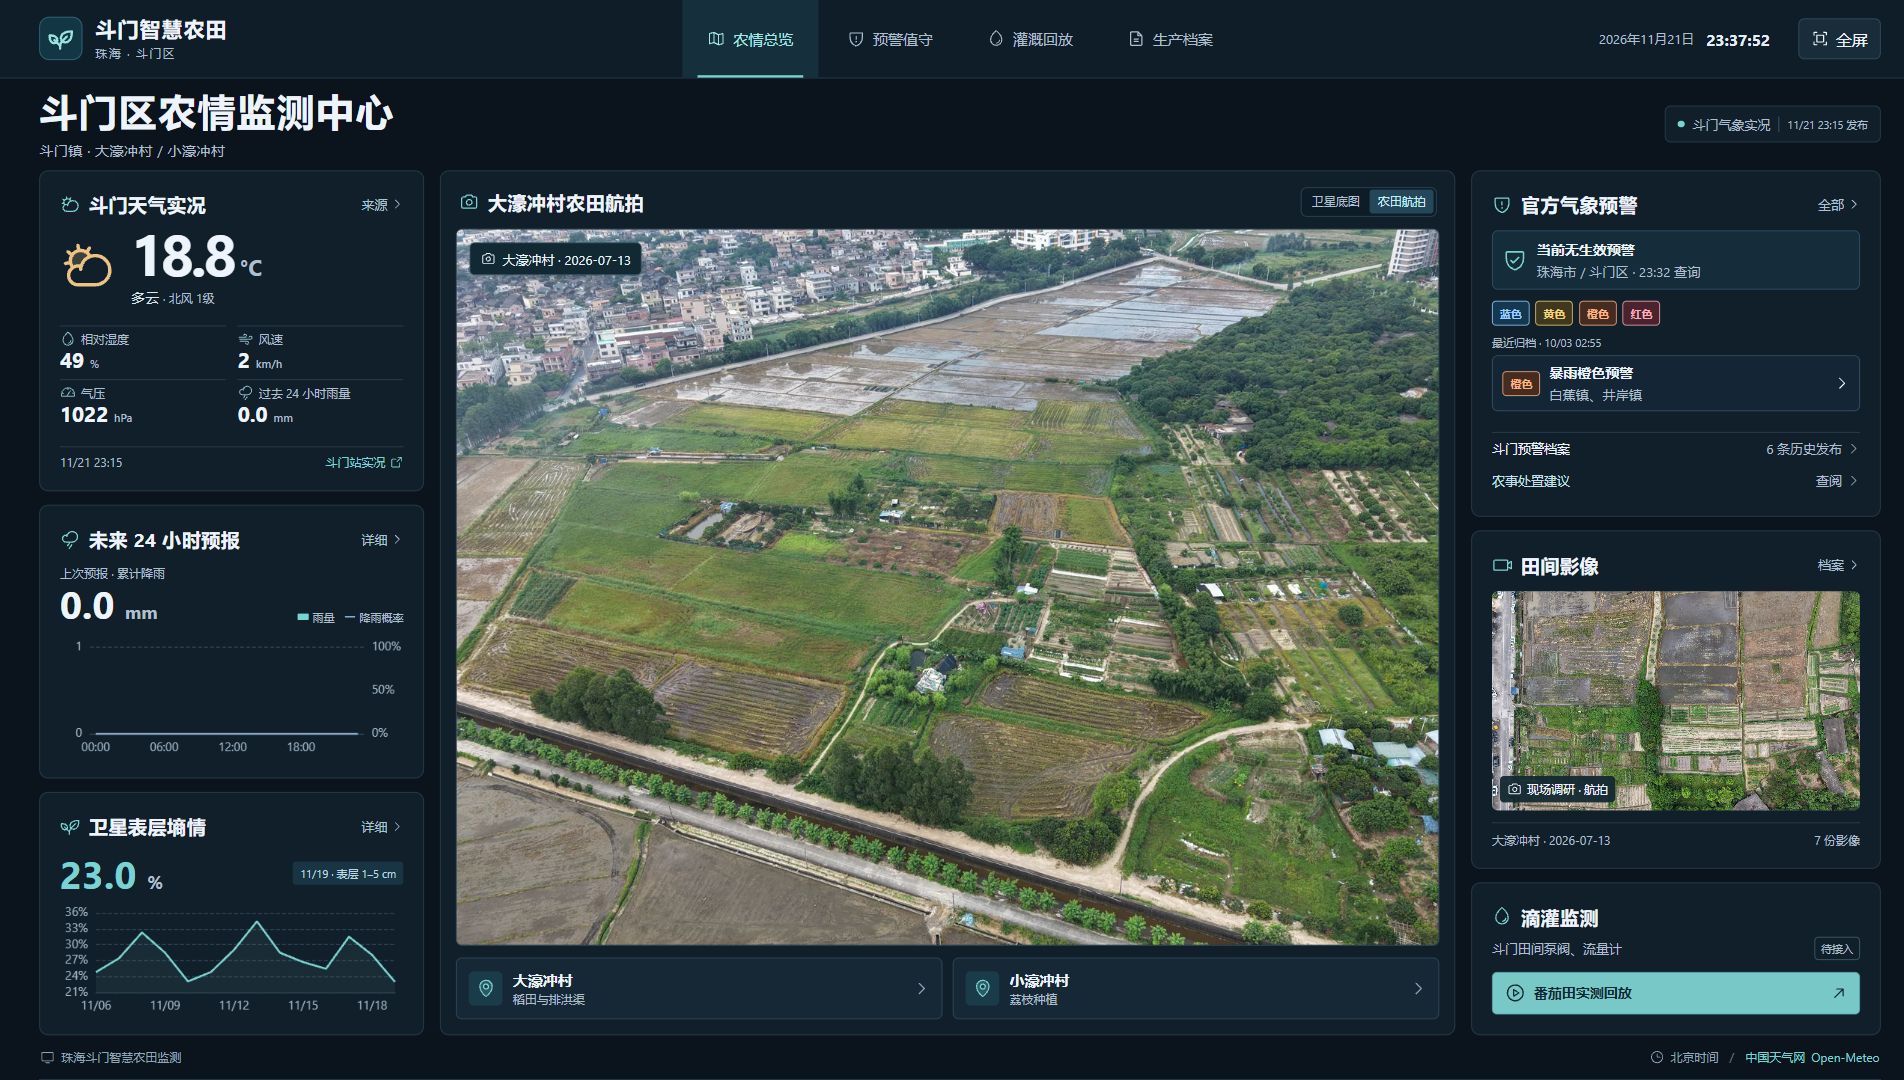 斗门智慧农田
珠海 · 斗门区
农情总览
预警值守
灌溉回放
生产档案
2026年11月21日 23:37:52
全屏
斗门区农情监测中心
斗门镇 · 大濠冲村 / 小濠冲村
斗门气象实况 11/21 23:15 发布
斗门天气实况
来源
18.8 °C
多云 · 北风 1级
相对湿度
49 %
风速
2 km/h
气压
1022 hPa
过去 24 小时雨量
0.0 mm
11/21 23:15
斗门站实况
未来 24 小时预报
详细
上次预报 · 累计降雨
0.0 mm
雨量 降雨概率
1
100%
50%
0
0%
00:00 06:00 12:00 18:00
卫星表层墒情
详细
23.0 %
11/19 · 表层 1–5 cm
36%
33%
30%
27%
24%
21%
11/06 11/09 11/12 11/15 11/18
大濠冲村农田航拍
卫星底图 农田航拍
大濠冲村 · 2026-07-13
大濠冲村
稻田与排洪渠
小濠冲村
荔枝种植
官方气象预警
全部
当前无生效预警
珠海市 / 斗门区 · 23:32 查询
蓝色 黄色 橙色 红色
最近归档 · 10/03 02:55
橙色
暴雨橙色预警
白蕉镇、井岸镇
斗门预警档案
6 条历史发布
农事处置建议
查阅
田间影像
档案
现场调研 · 航拍
大濠冲村 · 2026-07-13
7 份影像
滴灌监测
斗门田间泵阀、流量计
待接入
番茄田实测回放
珠海斗门智慧农田监测
北京时间 / 中国天气网 Open-Meteo